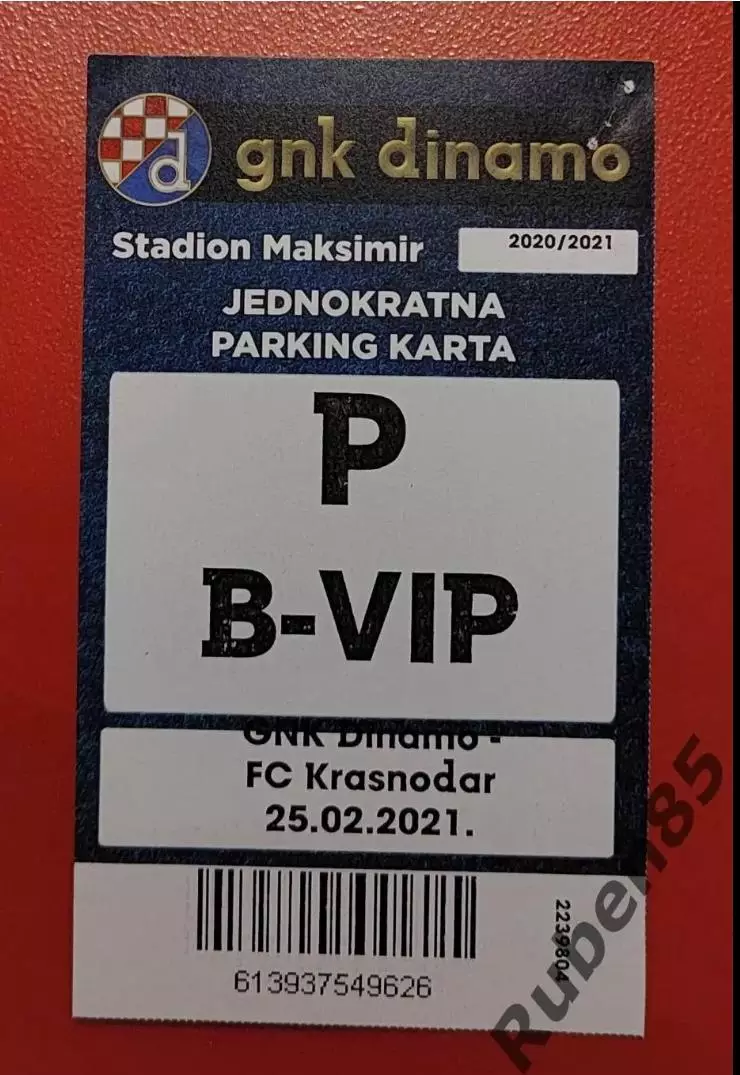 d
gnk dinamo
Stadion Maksimir
2020/2021
JEDNOKRATNA
PARKING KARTA
P
B-VIP
GNK Dinamo -
FC Krasnodar
25.02.2021.
613937549626
2239804
Ruben85